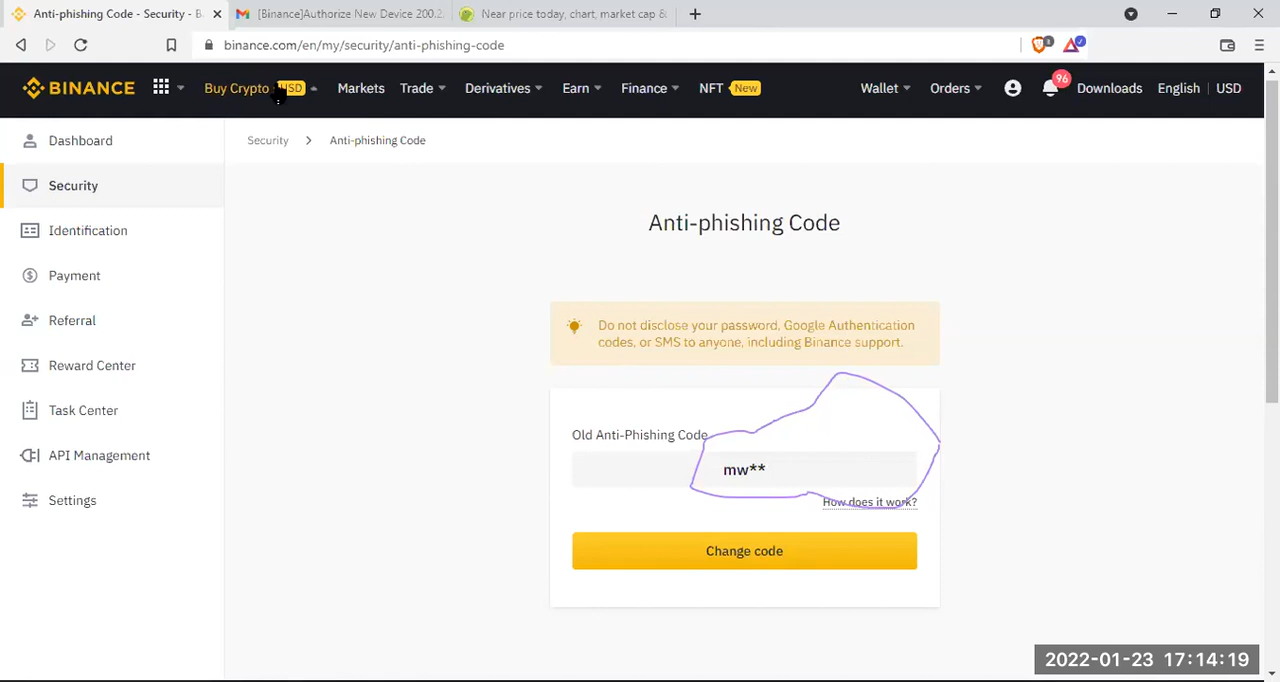 Anti-phishing Code - Security - B
[Binance]Authorize New Device 200.2.
Near price today, chart, market cap &
binance.com/en/my/security/anti-phishing-code
BINANCE
Buy Crypto USD
Markets
Trade
Derivatives
Earn
Finance
NFT New
Wallet
Orders
96
Downloads
English
USD
Dashboard
Security
Identification
Payment
Referral
Reward Center
Task Center
API Management
Settings
Security > Anti-phishing Code
Anti-phishing Code
Do not disclose your password, Google Authentication
codes, or SMS to anyone, including Binance support.
Old Anti-Phishing Code
mw**
How does it work?
Change code
2022-01-23 17:14:19